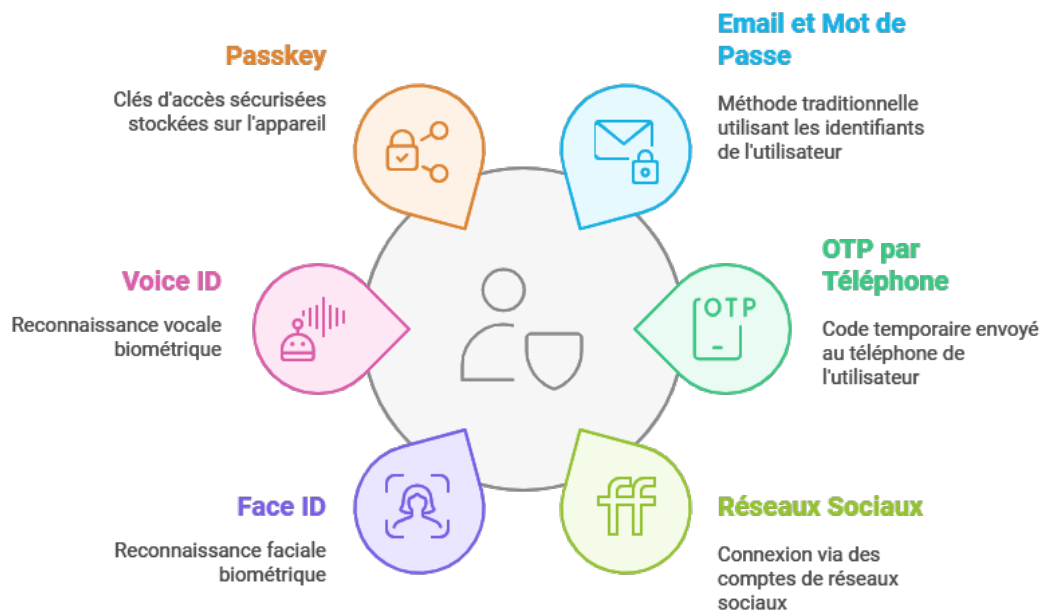 Passkey
Clés d'accès sécurisées
stockées sur l'appareil
Email et Mot de
Passe
Méthode traditionnelle
utilisant les identifiants
de l'utilisateur
Voice ID
Reconnaissance vocale
biométrique
OTP
OTP par
Téléphone
Code temporaire envoyé
au téléphone de
l'utilisateur
Face ID
Reconnaissance faciale
biométrique
ff
Réseaux Sociaux
Connexion via des
comptes de réseaux
sociaux